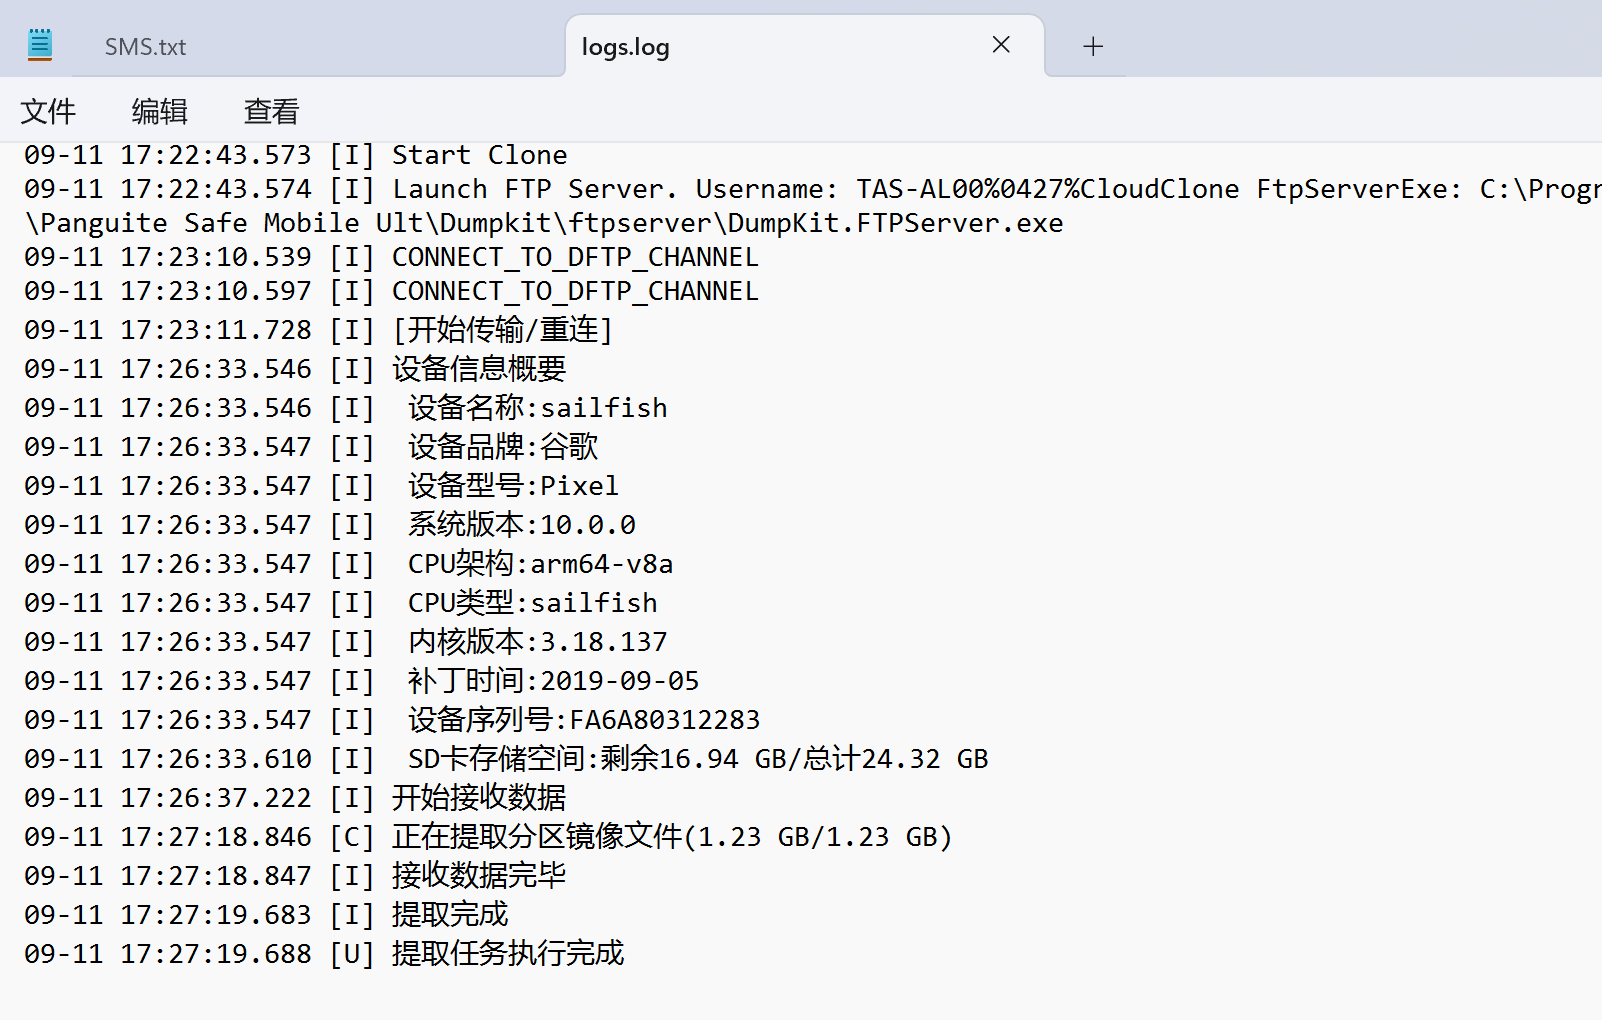 SMS.txt
logs.log
文件 编辑 查看
09-11 17:22:43.573 [I] Start Clone
09-11 17:22:43.574 [I] Launch FTP Server. Username: TAS-AL00%0427%CloudClone FtpServerExe: C:\Progr
\Panguite Safe Mobile Ult\Dumpkit\ftpserver\DumpKit.FTPServer.exe
09-11 17:23:10.539 [I] CONNECT_TO_DFTP_CHANNEL
09-11 17:23:10.597 [I] CONNECT_TO_DFTP_CHANNEL
09-11 17:23:11.728 [I] [开始传输/重连]
09-11 17:26:33.546 [I] 设备信息概要
09-11 17:26:33.546 [I]  设备名称:sailfish
09-11 17:26:33.547 [I]  设备品牌:谷歌
09-11 17:26:33.547 [I]  设备型号:Pixel
09-11 17:26:33.547 [I]  系统版本:10.0.0
09-11 17:26:33.547 [I]  CPU架构:arm64-v8a
09-11 17:26:33.547 [I]  CPU类型:sailfish
09-11 17:26:33.547 [I]  内核版本:3.18.137
09-11 17:26:33.547 [I]  补丁时间:2019-09-05
09-11 17:26:33.547 [I]  设备序列号:FA6A80312283
09-11 17:26:33.610 [I]  SD卡存储空间:剩余16.94 GB/总计24.32 GB
09-11 17:26:37.222 [I] 开始接收数据
09-11 17:27:18.846 [C] 正在提取分区镜像文件(1.23 GB/1.23 GB)
09-11 17:27:18.847 [I] 接收数据完毕
09-11 17:27:19.683 [I] 提取完成
09-11 17:27:19.688 [U] 提取任务执行完成